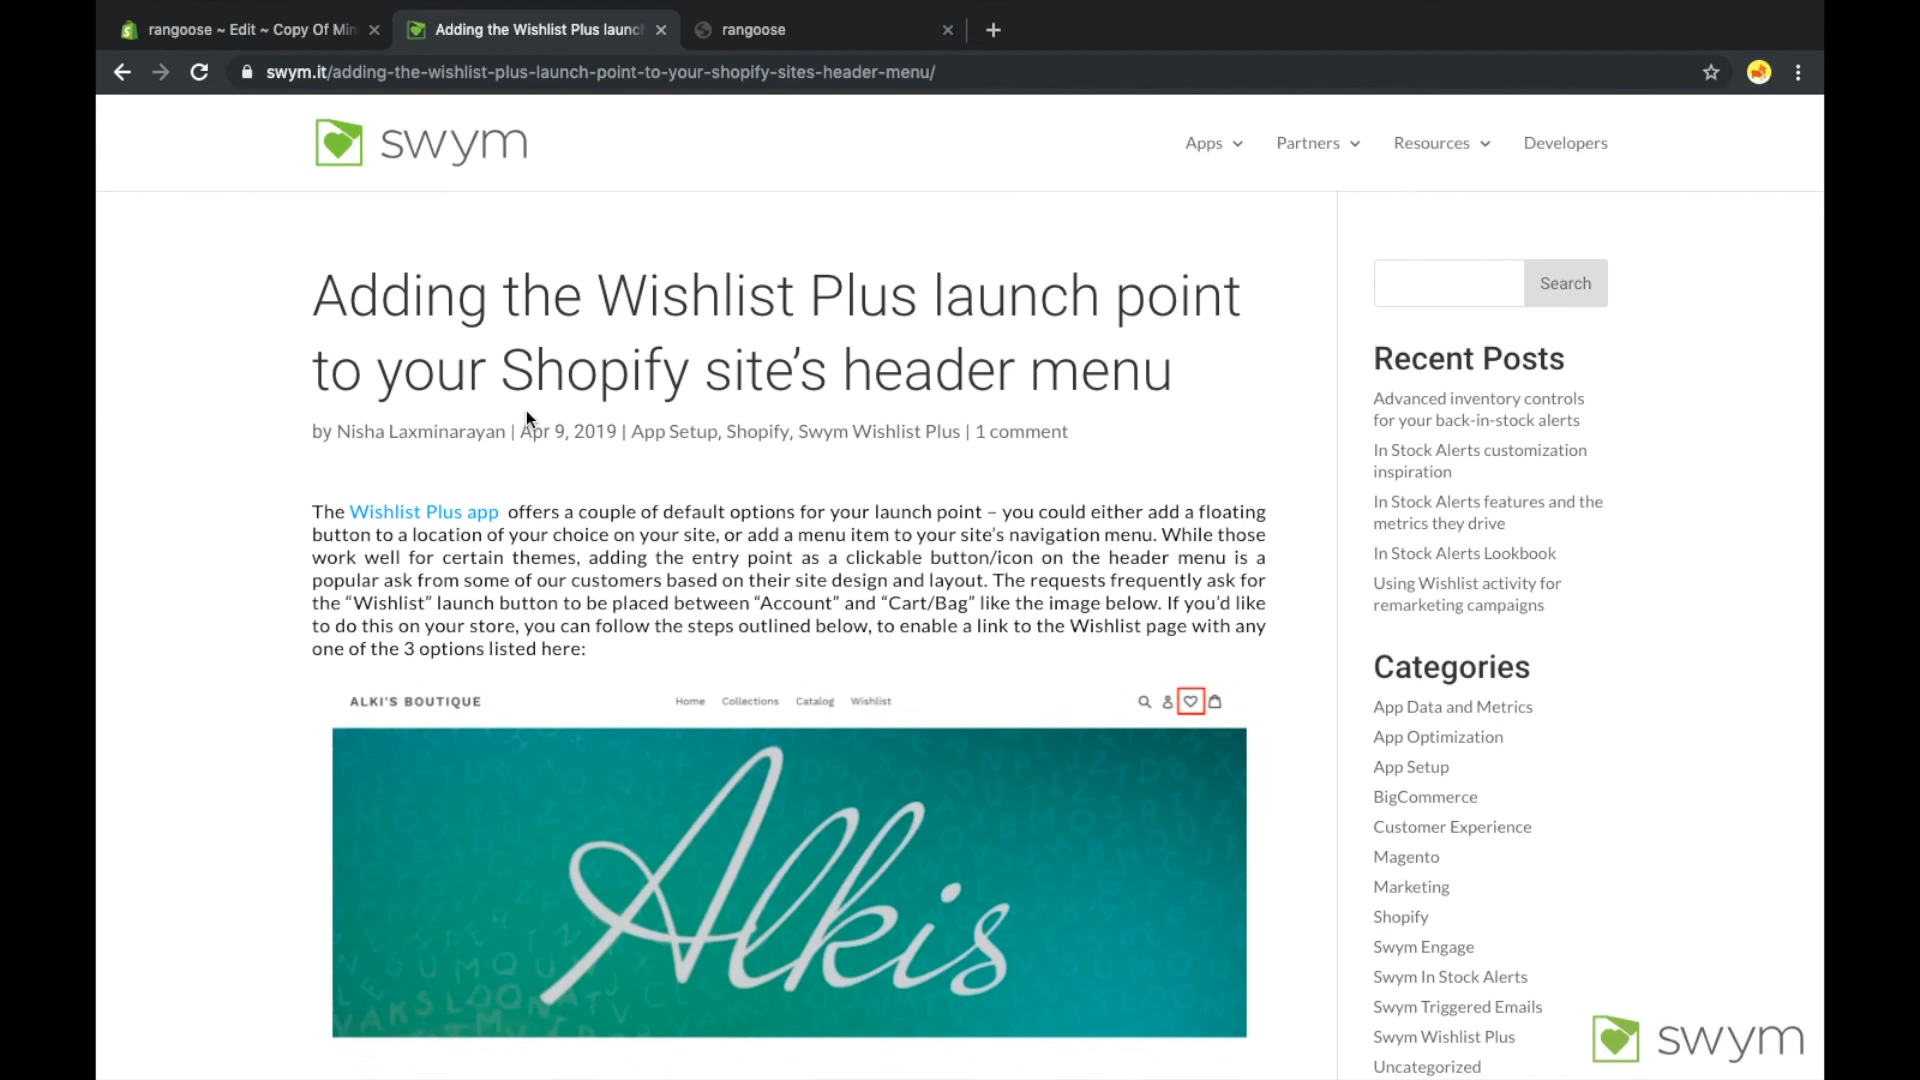 rangoose ~ Edit ~ Copy Of Min
Adding the Wishlist Plus launc
rangoose
swym.it/adding-the-wishlist-plus-launch-point-to-your-shopify-sites-header-menu/
swym
Apps
Partners
Resources
Developers
Adding the Wishlist Plus launch point
to your Shopify site’s header menu
by Nisha Laxminarayan | Apr 9, 2019 | App Setup, Shopify, Swym Wishlist Plus | 1 comment
The Wishlist Plus app offers a couple of default options for your launch point – you could either add a floating
button to a location of your choice on your site, or add a menu item to your site’s navigation menu. While those
work well for certain themes, adding the entry point as a clickable button/icon on the header menu is a
popular ask from some of our customers based on their site design and layout. The requests frequently ask for
the “Wishlist” launch button to be placed between “Account” and “Cart/Bag” like the image below. If you’d like
to do this on your store, you can follow the steps outlined below, to enable a link to the Wishlist page with any
one of the 3 options listed here:
ALKI'S BOUTIQUE
Home
Collections
Catalog
Wishlist
Alkis
Search
Recent Posts
Advanced inventory controls
for your back-in-stock alerts
In Stock Alerts customization
inspiration
In Stock Alerts features and the
metrics they drive
In Stock Alerts Lookbook
Using Wishlist activity for
remarketing campaigns
Categories
App Data and Metrics
App Optimization
App Setup
BigCommerce
Customer Experience
Magento
Marketing
Shopify
Swym Engage
Swym In Stock Alerts
Swym Triggered Emails
Swym Wishlist Plus
Uncategorized
swym